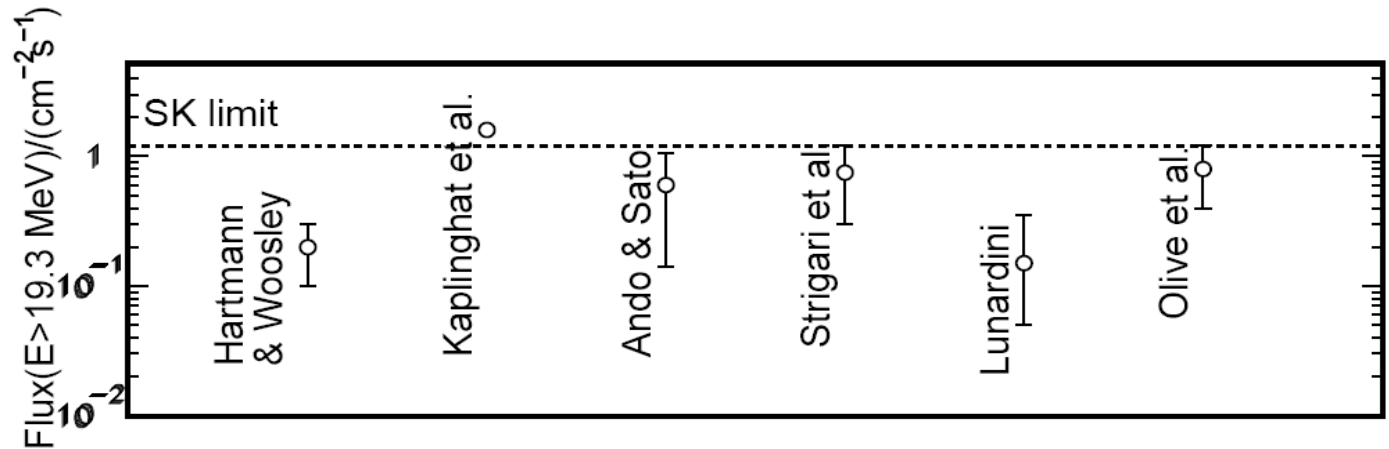 Flux(E>19.3 MeV)/(cm⁻²s⁻¹)
1
10⁻¹
10⁻²
SK limit
Hartmann
& Woosley
Kaplinghat et al.
Ando & Sato
Strigari et al.
Lunardini
Olive et al.